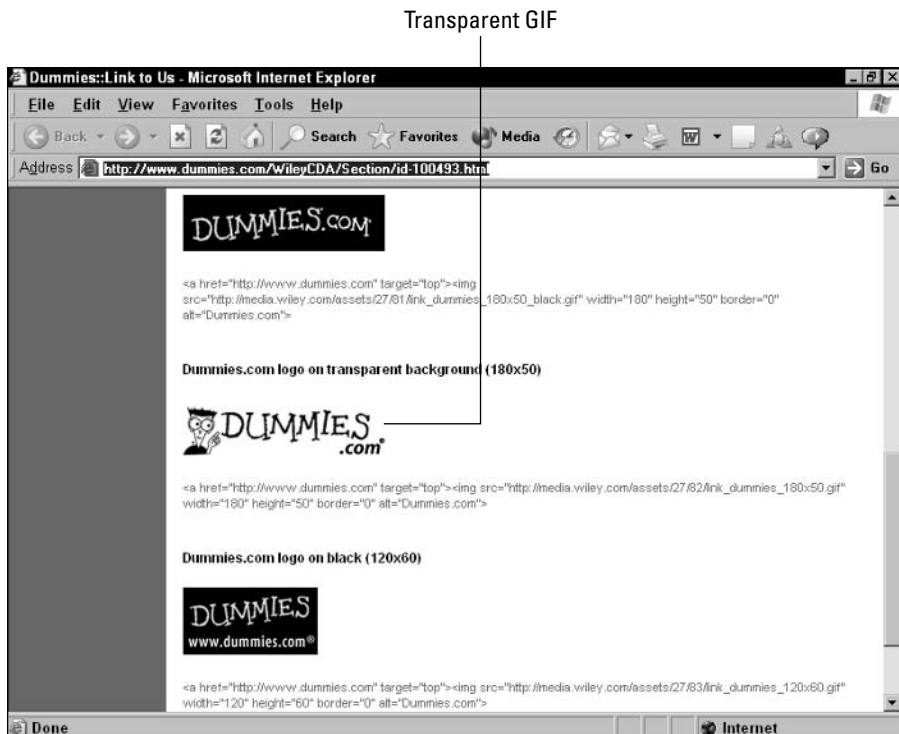 Transparent GIF
Dummies::Link to Us - Microsoft Internet Explorer
File Edit View Favorites Tools Help
Back Search Favorites Media
Address http://www.dummies.com/WileyCDA/Section/id-100493.html Go
DUMMIES.COM
<a href="http://www.dummies.com" target="top"><img
src="http://media.wiley.com/assets/27/81/link_dummies_180x50_black.gif" width="180" height="50" border="0"
alt="Dummies.com">
Dummies.com logo on transparent background (180x50)
DUMMIES
.com®
<a href="http://www.dummies.com" target="top"><img src="http://media.wiley.com/assets/27/82/link_dummies_180x50.gif"
width="180" height="50" border="0" alt="Dummies.com">
Dummies.com logo on black (120x60)
DUMMIES
www.dummies.com®
<a href="http://www.dummies.com" target="top"><img src="http://media.wiley.com/assets/27/83/link_dummies_120x60.gif"
width="120" height="60" border="0" alt="Dummies.com">
Done Internet